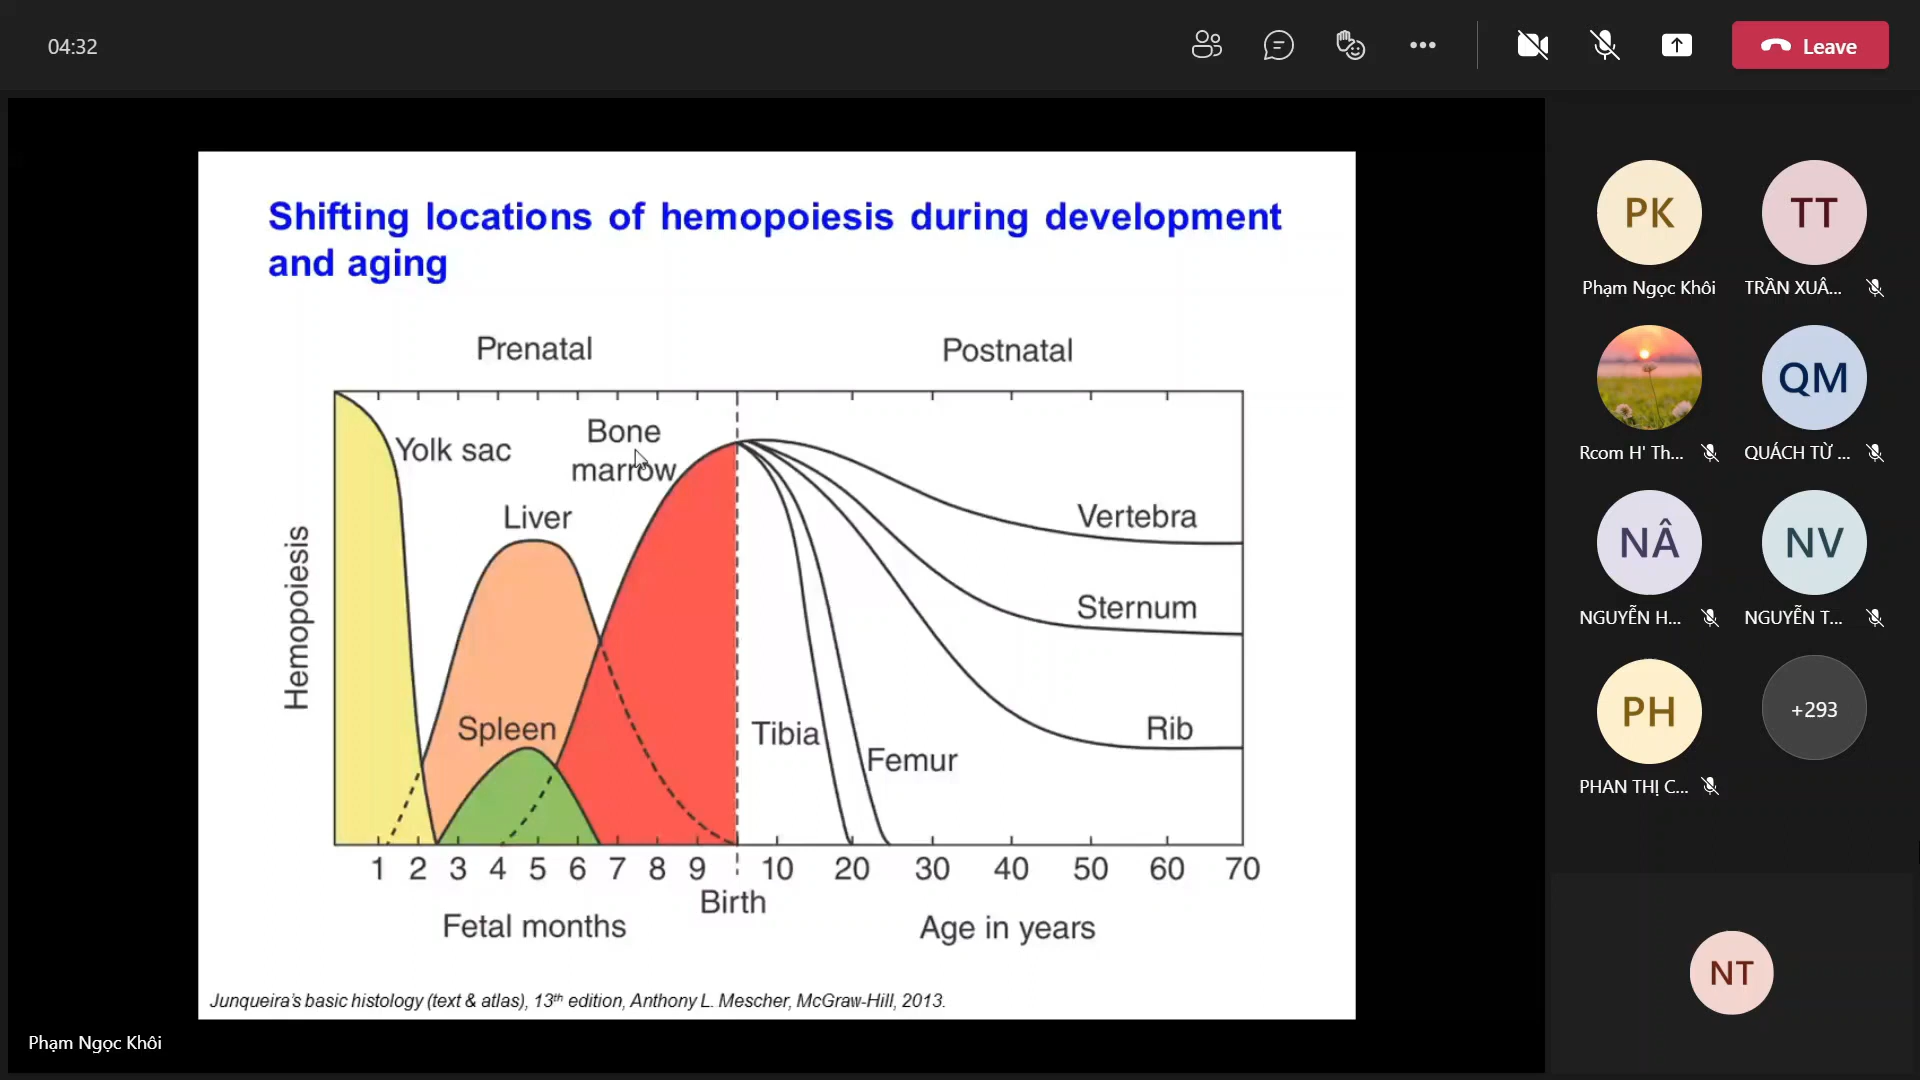 04:32
Leave
Shifting locations of hemopoiesis during development
and aging
Prenatal
Postnatal
Yolk sac
Bone
marrow
Liver
Spleen
Hemopoiesis
Vertebra
Sternum
Rib
Tibia
Femur
1 2 3 4 5 6 7 8 9 10 20 30 40 50 60 70
Birth
Fetal months
Age in years
Junqueira's basic histology (text & atlas), 13th edition, Anthony L. Mescher, McGraw-Hill, 2013.
Phạm Ngọc Khôi
PK
TT
Phạm Ngọc Khôi
TRẦN XUÂ...
QM
Rcom H' Th...
QUÁCH TỪ ...
NÂ
NV
NGUYỄN H...
NGUYỄN T...
PH
+293
PHAN THỊ C...
NT